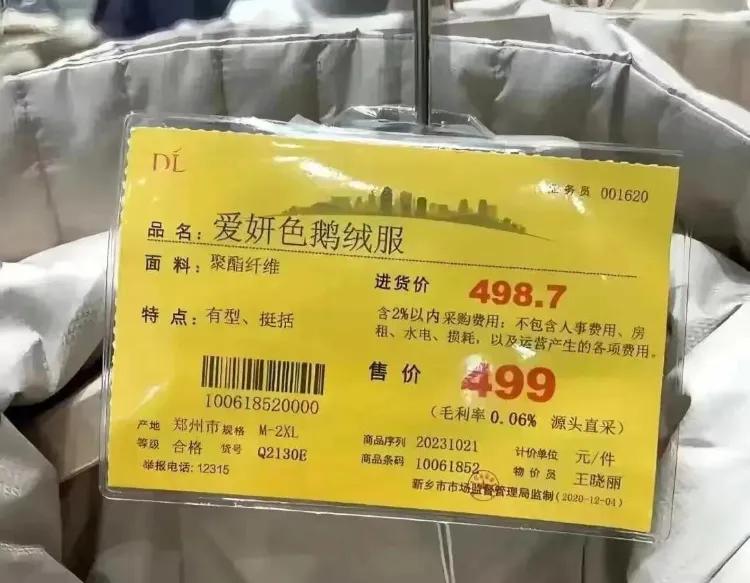 DL
务员 001620
品名: 爱妍色鹅绒服
面料: 聚酯纤维
进货价 498.7
含2%以内采购费用; 不包含人事费用、房
租、水电、损耗, 以及运营产生的各项费用。
特点: 有型、挺括
售价 499
(毛利率 0.06% 源头直采)
100618520000
产地 郑州市 规格 M-2XL
等级 合格 货号 Q2130E
举报电话: 12315
商品序列 20231021 计价单位 元/件
商品条码 10061852 物价员 王晓丽
新乡市市场监督管理局监制(2020-12-04)